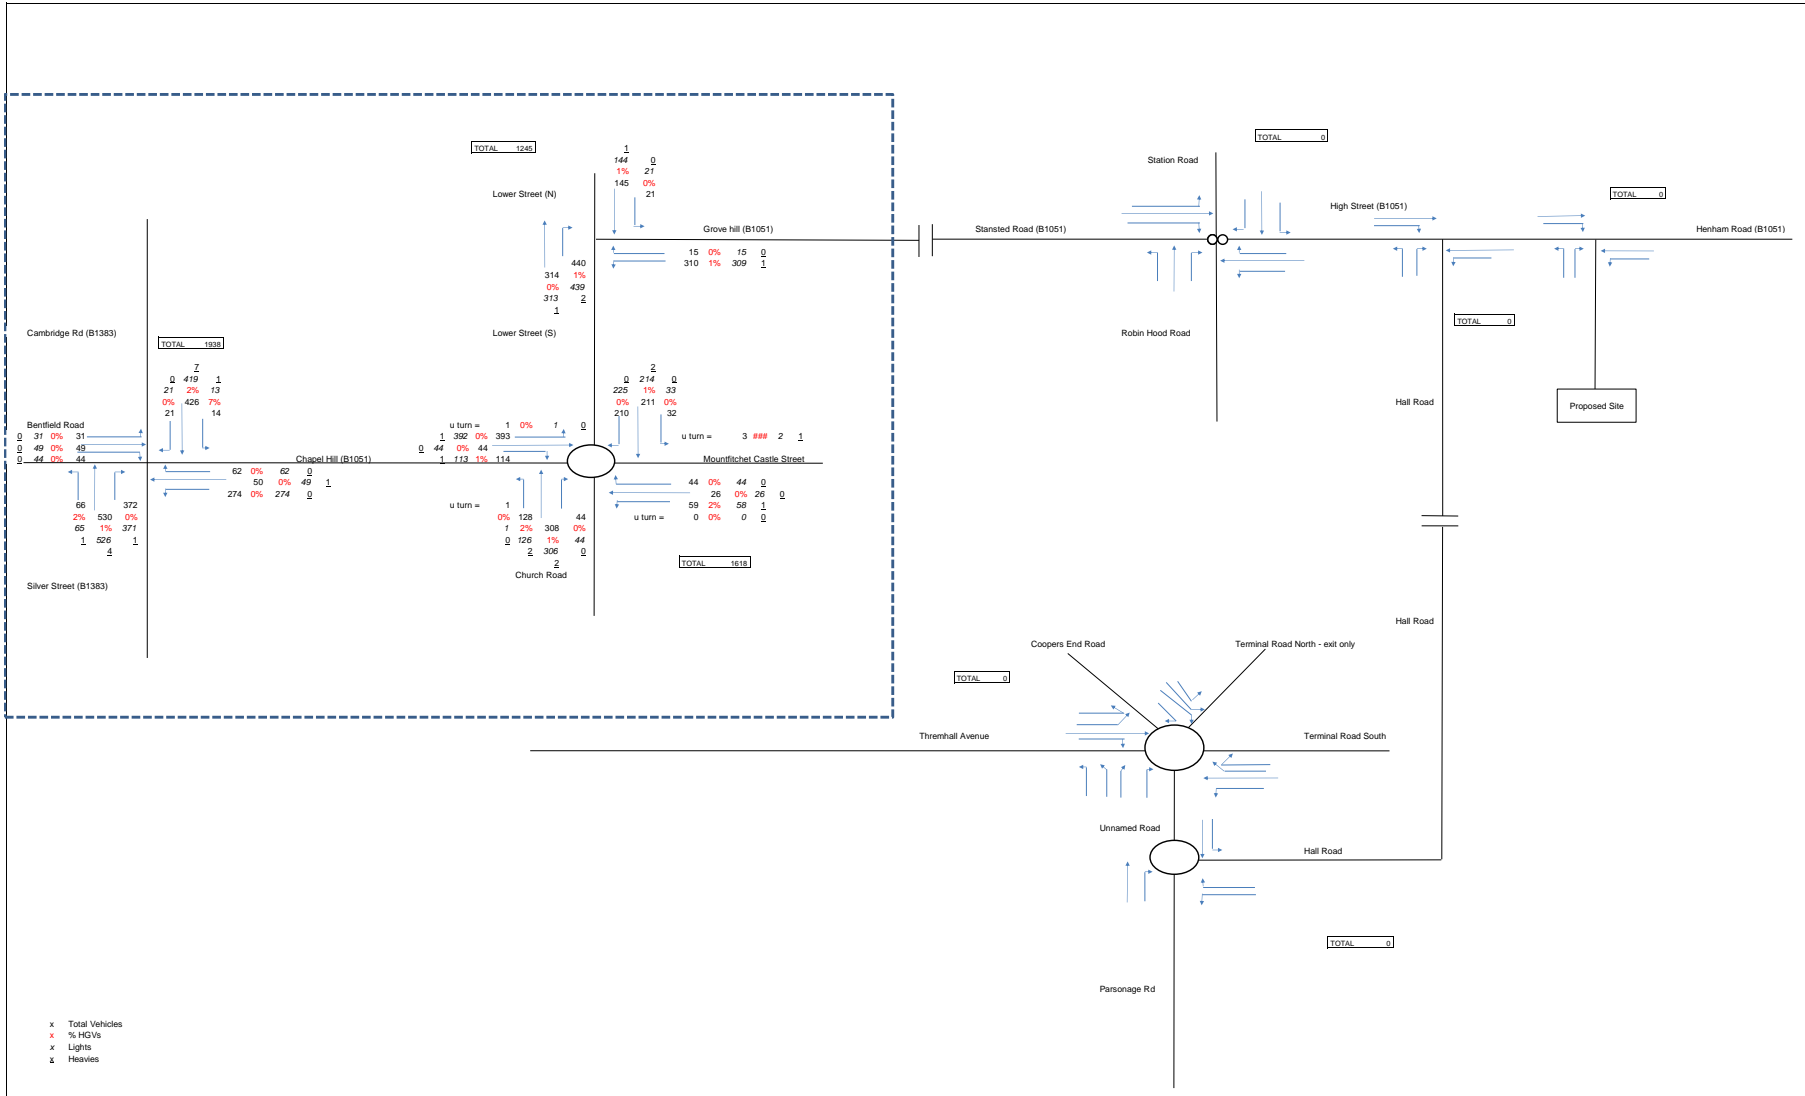 TOTAL 0
TOTAL 1245
1
144 0
1% 21
145 0%
21
Station Road
Lower Street (N)
TOTAL 0
High Street (B1051)
Grove hill (B1051)
Stansted Road (B1051)
Henham Road (B1051)
15 0% 15 0
310 1% 309 1
440
314 1%
0% 439
313 2
1
Cambridge Rd (B1383)
Lower Street (S)
Robin Hood Road
TOTAL 0
TOTAL 1938
7
0 419 1
21 2% 13
0% 426 7%
21 14
2
0 214 0
225 1% 33
0% 211 0%
210 32
Hall Road
Proposed Site
Bentfield Road
0 31 0% 31
0 49 0% 49
0 44 0% 44
u turn = 1 0% 1 0
1 392 0% 393
0 44 0% 44
1 113 1% 114
u turn = 3 ### 2 1
Chapel Hill (B1051)
Mountfitchet Castle Street
62 0% 62 0
50 0% 49 1
274 0% 274 0
44 0% 44 0
26 0% 26 0
59 2% 58 1
u turn = 0 0% 0 0
66 372
2% 530 0%
65 1% 371
1 526 1
4
u turn = 1
0% 128 44
1 2% 308 0%
0 126 1% 44
2 306 0
2
Church Road
TOTAL 1618
Silver Street (B1383)
Hall Road
Coopers End Road
Terminal Road North - exit only
TOTAL 0
Thremhall Avenue
Terminal Road South
Unnamed Road
Hall Road
TOTAL 0
Parsonage Rd
x Total Vehicles
x % HGVs
x Lights
x Heavies